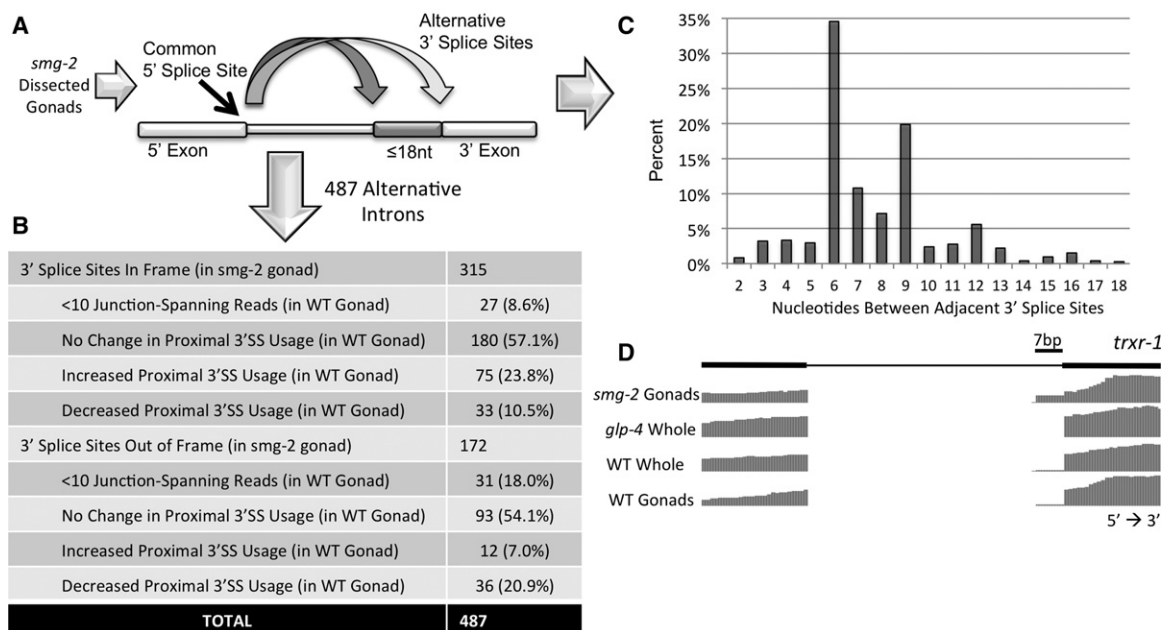 A
smg-2
Dissected
Gonads
Common
5' Splice Site
Alternative
3' Splice Sites
5' Exon
≤18nt
3' Exon
487 Alternative
Introns
B
3' Splice Sites In Frame (in smg-2 gonad) 315
<10 Junction-Spanning Reads (in WT Gonad) 27 (8.6%)
No Change in Proximal 3'SS Usage (in WT Gonad) 180 (57.1%)
Increased Proximal 3'SS Usage (in WT Gonad) 75 (23.8%)
Decreased Proximal 3'SS Usage (in WT Gonad) 33 (10.5%)
3' Splice Sites Out of Frame (in smg-2 gonad) 172
<10 Junction-Spanning Reads (in WT Gonad) 31 (18.0%)
No Change in Proximal 3'SS Usage (in WT Gonad) 93 (54.1%)
Increased Proximal 3'SS Usage (in WT Gonad) 12 (7.0%)
Decreased Proximal 3'SS Usage (in WT Gonad) 36 (20.9%)
TOTAL 487
C
Percent
35%
30%
25%
20%
15%
10%
5%
0%
2 3 4 5 6 7 8 9 10 11 12 13 14 15 16 17 18
Nucleotides Between Adjacent 3' Splice Sites
D
7bp
trxr-1
smg-2 Gonads
glp-4 Whole
WT Whole
WT Gonads
5' → 3'